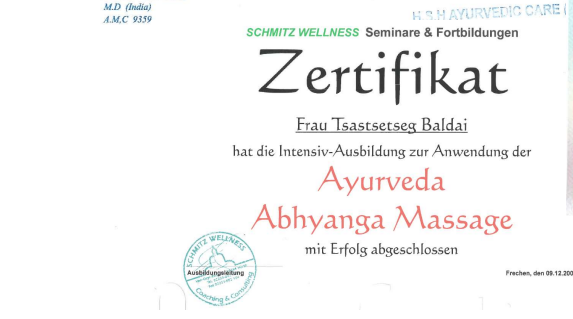 M.D (India)
A.M.C 9359
H.S.H AYURVEDIC CARE (
SCHMITZ WELLNESS Seminare & Fortbildungen
Zertifikat
Frau Tsastsetseg Baldai
hat die Intensiv-Ausbildung zur Anwendung der
Ayurveda
Abhyanga Massage
mit Erfolg abgeschlossen
SCHMITZ WELLNESS
Ausbildungsleitung
Coaching & Consulting
Frechen, den 09.12.200